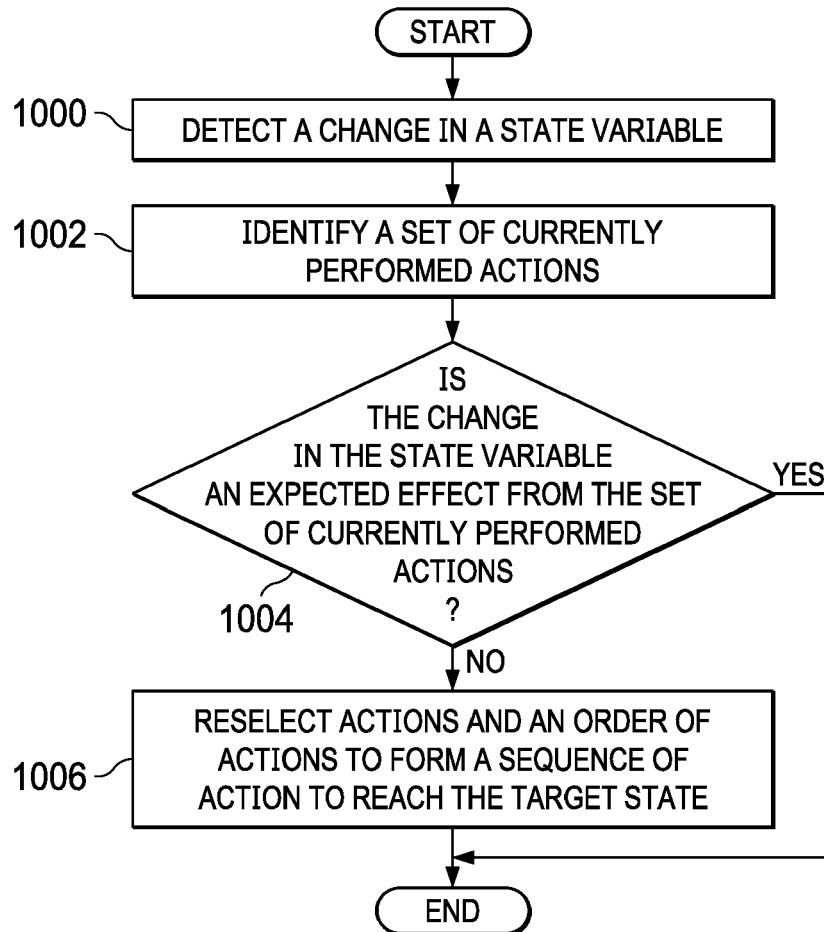 START
1000
DETECT A CHANGE IN A STATE VARIABLE
1002
IDENTIFY A SET OF CURRENTLY
PERFORMED ACTIONS
IS
THE CHANGE
IN THE STATE VARIABLE
AN EXPECTED EFFECT FROM THE SET
OF CURRENTLY PERFORMED
ACTIONS
?
YES
1004
NO
1006
RESELECT ACTIONS AND AN ORDER OF
ACTIONS TO FORM A SEQUENCE OF
ACTION TO REACH THE TARGET STATE
END